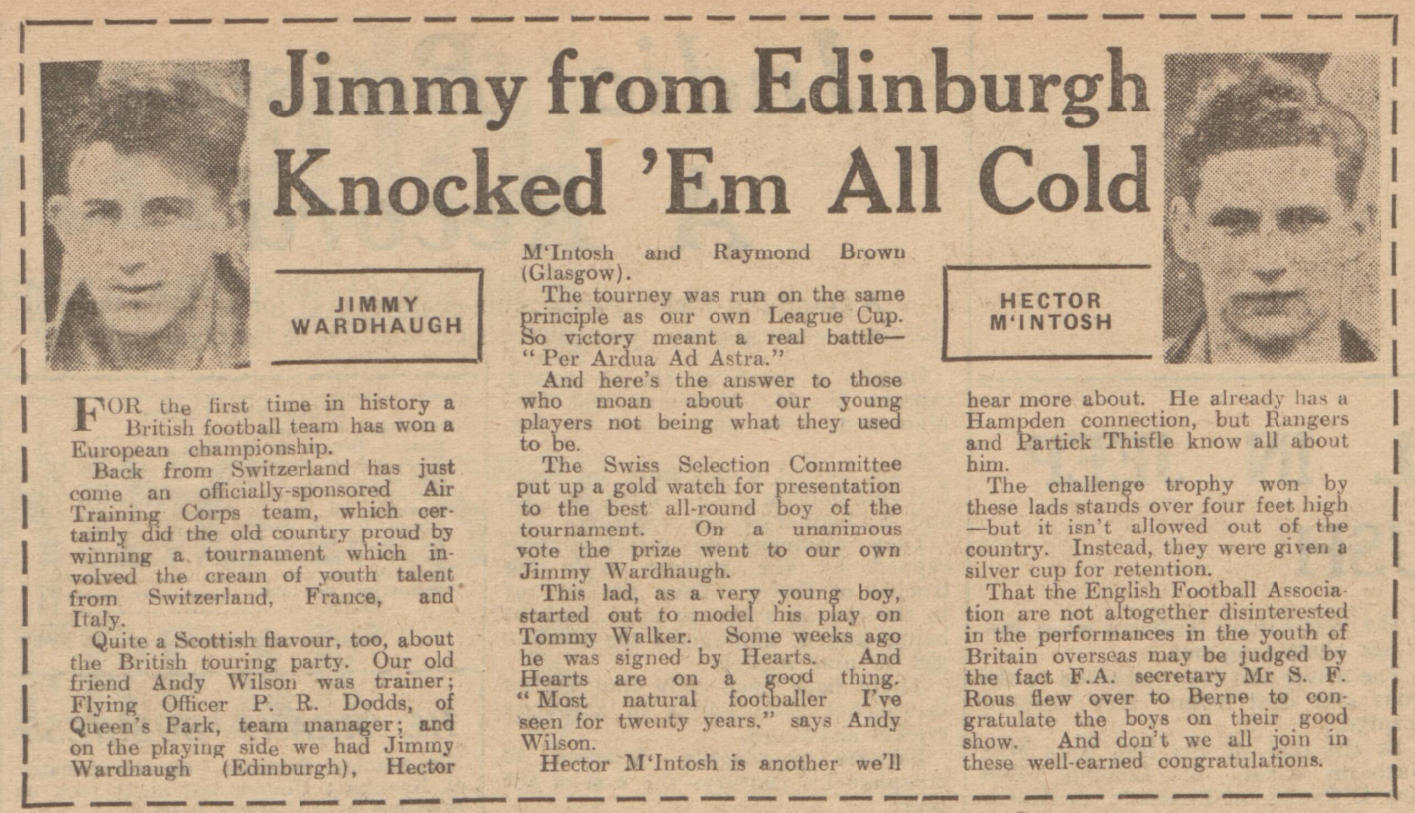 Jimmy from Edinburgh
Knocked 'Em All Cold
JIMMY
WARDHAUGH
FOR the first time in history a
British football team has won a
European championship.
Back from Switzerland has just
come an officially-sponsored Air
Training Corps team, which cer-
tainly did the old country proud by
winning a tournament which in-
volved the cream of youth talent
from Switzerland, France, and
Italy.
Quite a Scottish flavour, too, about
the British touring party. Our old
friend Andy Wilson was trainer;
Flying Officer P. R. Dodds, of
Queen's Park, team manager; and
on the playing side we had Jimmy
Wardhaugh (Edinburgh), Hector
M'Intosh and Raymond Brown
(Glasgow).
The tourney was run on the same
principle as our own League Cup.
So victory meant a real battle—
" Per Ardua Ad Astra."
And here's the answer to those
who moan about our young
players not being what they used
to be.
The Swiss Selection Committee
put up a gold watch for presentation
to the best all-round boy of the
tournament. On a unanimous
vote the prize went to our own
Jimmy Wardhaugh.
This lad, as a very young boy,
started out to model his play on
Tommy Walker. Some weeks ago
he was signed by Hearts. And
Hearts are on a good thing.
" Most natural footballer I've
seen for twenty years," says Andy
Wilson.
Hector M'Intosh is another we'll
HECTOR
M'INTOSH
hear more about. He already has a
Hampden connection, but Rangers
and Partick Thistle know all about
him.
The challenge trophy won by
these lads stands over four feet high
—but it isn't allowed out of the
country. Instead, they were given a
silver cup for retention.
That the English Football Associa-
tion are not altogether disinterested
in the performances in the youth of
Britain overseas may be judged by
the fact F.A. secretary Mr S. F.
Rous flew over to Berne to con-
gratulate the boys on their good
show. And don't we all join in
these well-earned congratulations.